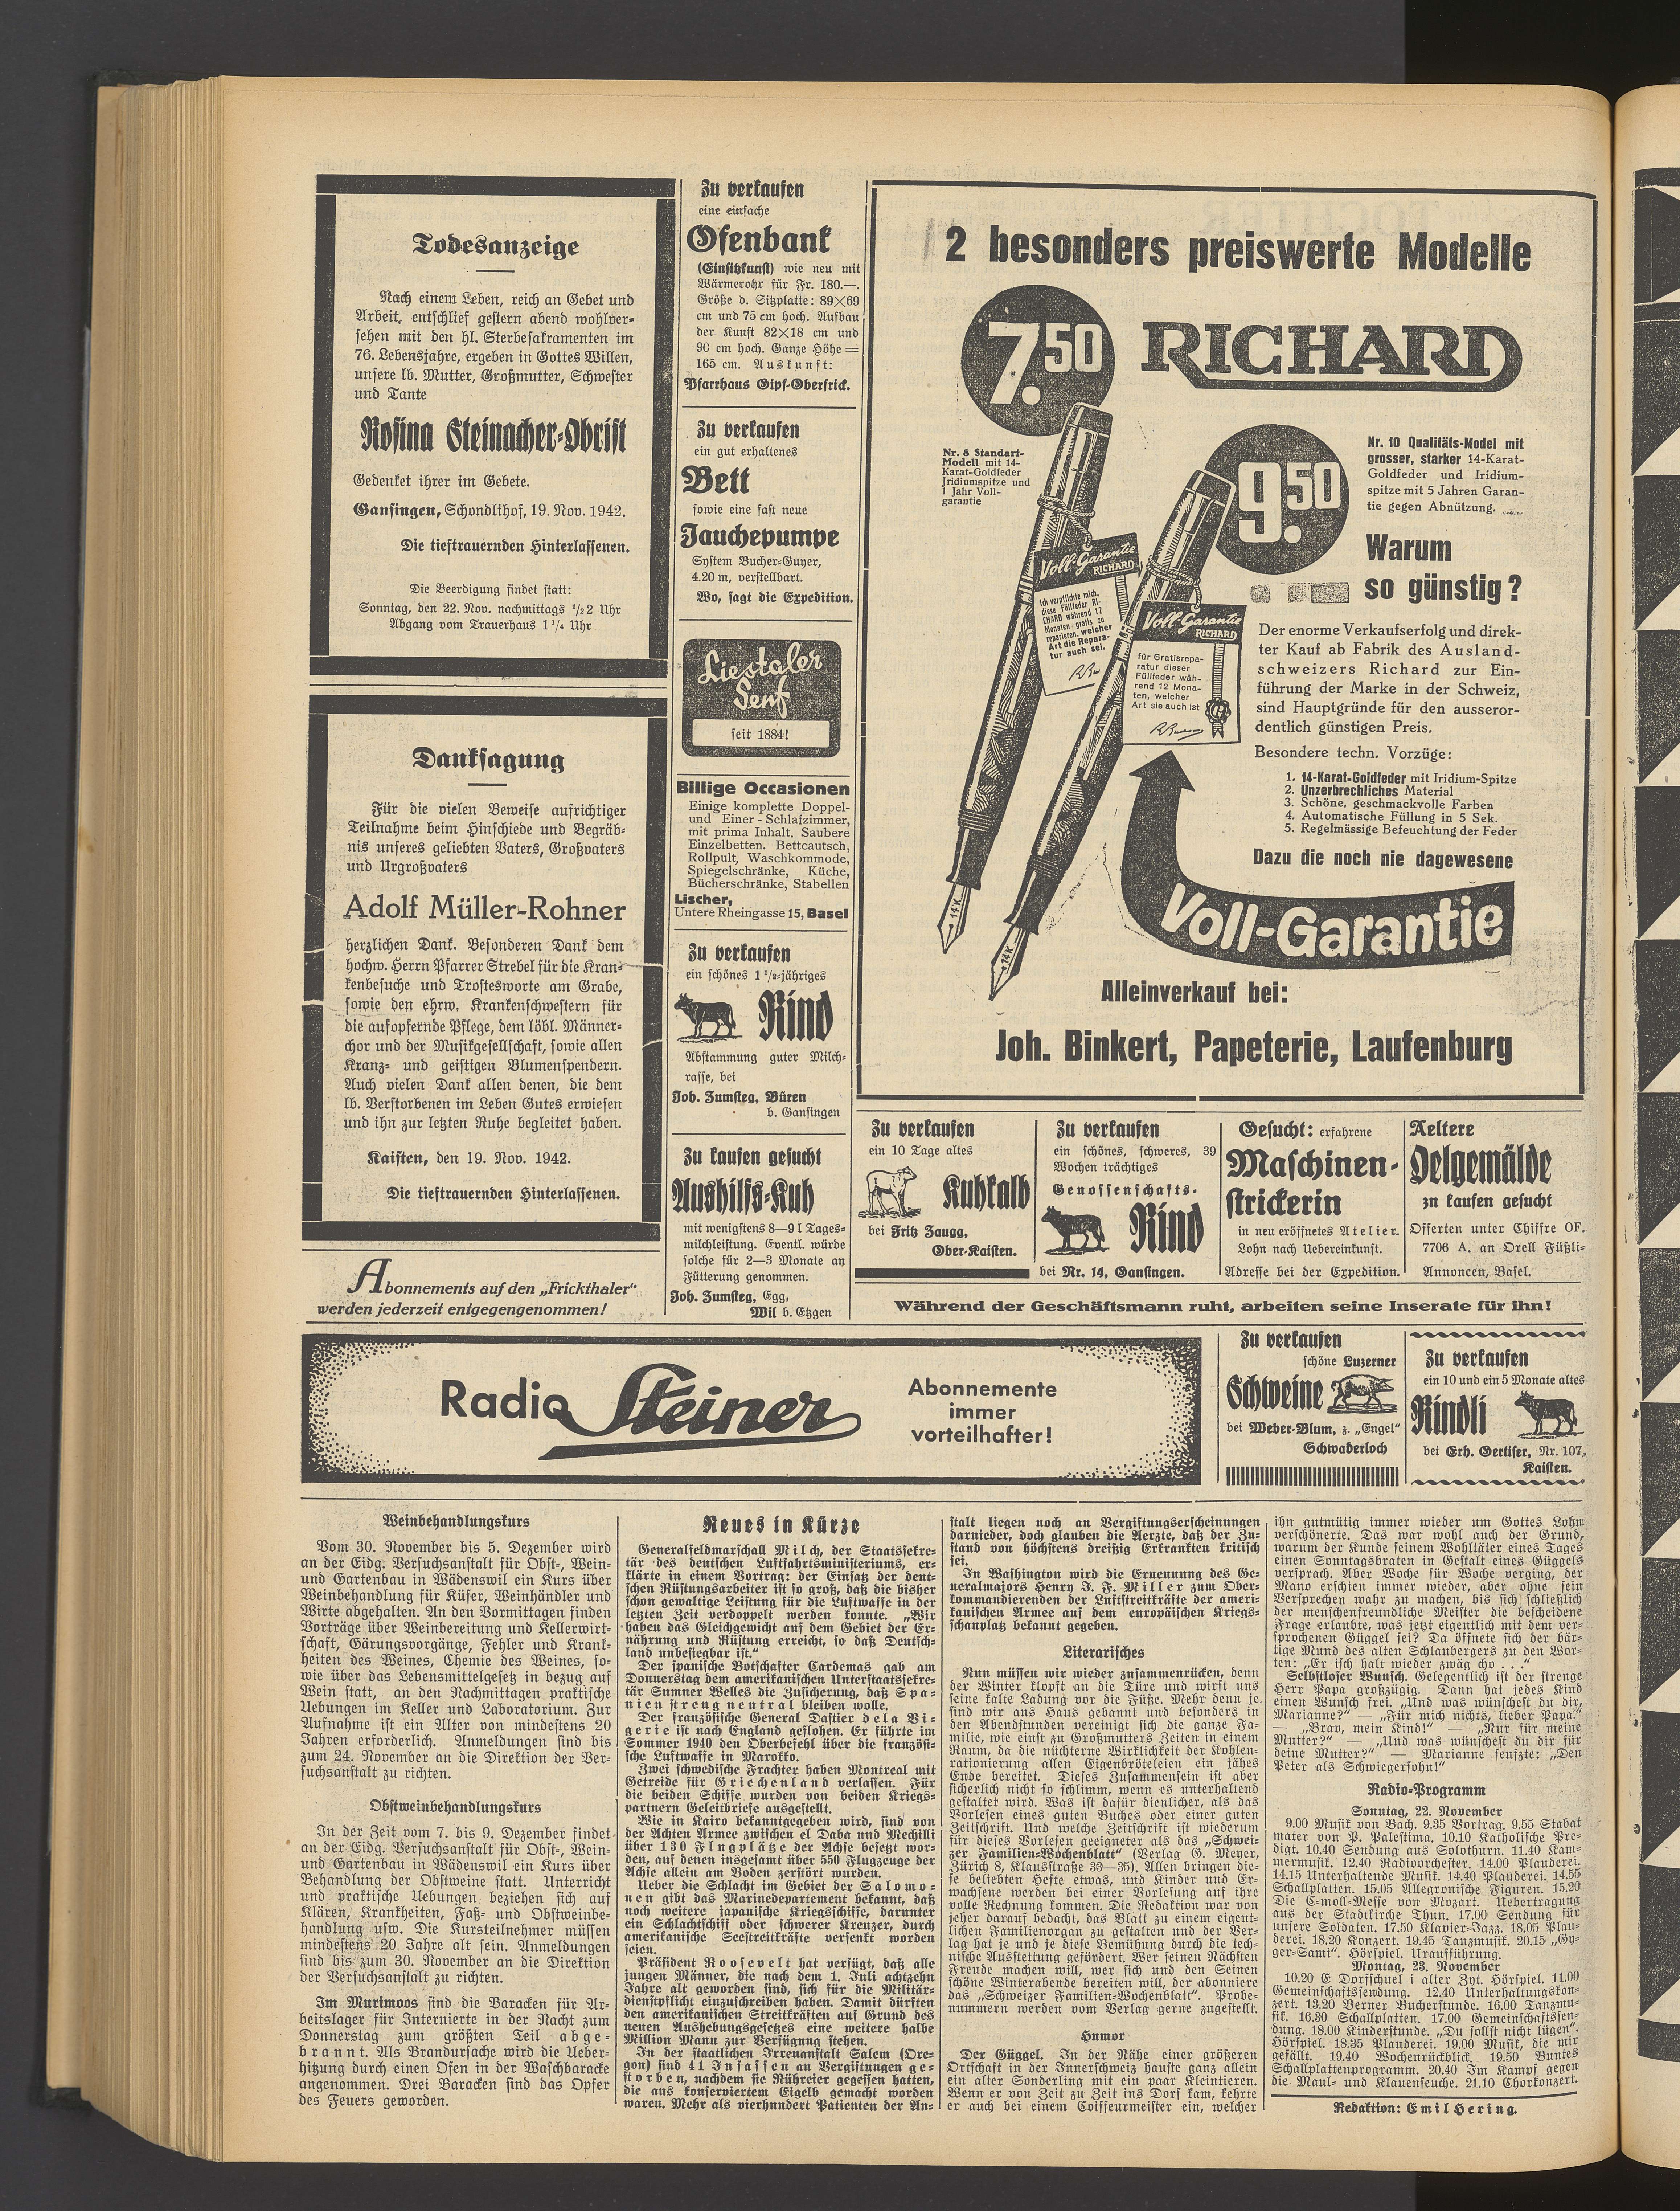 Todesanzeige
Nach einem Leben, reich an Gebet und
Arbeit, entschlief gestern abend wohlver-
sehen mit den hl. Sterbesakramenten im
76. Lebensjahre, ergeben in Gottes Willen,
unsere lb. Mutter, Großmutter, Schwester
und Tante
Rosina Steinacher-Obrist
Gedenket ihrer im Gebete.
Gansingen, Schondlihof, 19. Nov. 1942.
Die tieftrauernden Hinterlassenen.
Die Beerdigung findet statt:
Sonntag, den 22. Nov. nachmittags ½2 Uhr
Abgang vom Trauerhaus 1¼ Uhr
Danksagung
Für die vielen Beweise aufrichtiger
Teilnahme beim Hinschiede und Begräb-
nis unseres geliebten Vaters, Großvaters
und Urgroßvaters
Adolf Müller-Rohner
herzlichen Dank. Besonderen Dank dem
hochw. Herrn Pfarrer Strebel für die Kran-
kenbesuche und Trostesworte am Grabe,
sowie den ehrw. Krankenschwestern für
die aufopfernde Pflege, dem löbl. Männer-
chor und der Musikgesellschaft, sowie allen
Kranz- und geistigen Blumenspendern.
Auch vielen Dank allen denen, die dem
lb. Verstorbenen im Leben Gutes erwiesen
und ihn zur letzten Ruhe begleitet haben.
Kaisten, den 19. Nov. 1942.
Die tieftrauernden Hinterlassenen.
Abonnements auf den „Frickthaler"
werden jederzeit entgegengenommen!
Zu verkaufen
eine einfache
Ofenbank
(Einsitzkunst) wie neu mit
Wärmerohr für Fr. 180.—.
Größe d. Sitzplatte: 89×69
cm und 75 cm hoch. Aufbau
der Kunst 82×18 cm und
90 cm hoch. Ganze Höhe =
165 cm. Auskunft:
Pfarrhaus Gipf-Oberfrick.
Zu verkaufen
ein gut erhaltenes
Bett
sowie eine fast neue
Jauchepumpe
System Bucher-Guyer,
4.20 m, verstellbart.
Wo, sagt die Expedition.
Liestaler
Senf
seit 1884!
Billige Occasionen
Einige komplette Doppel-
und Einer-Schlafzimmer,
mit prima Inhalt. Saubere
Einzelbetten. Bettcautsch,
Rollpult, Waschkommode,
Spiegelschränke, Küche,
Bücherschränke, Stabellen
Lischer,
Untere Rheingasse 15, Basel
Zu verkaufen
ein schönes 1½-jähriges
Rind
Abstammung guter Milch-
rasse, bei
Joh. Zumsteg, Büren
b. Gansingen
Zu kaufen gesucht
Aushilfs-Kuh
mit wenigstens 8—9 l Tages-
milchleistung. Eventl. würde
solche für 2—3 Monate an
Fütterung genommen.
Joh. Zumsteg, Egg,
Wil b. Etzgen
2 besonders preiswerte Modelle
7.50
RICHARD
Nr. 8 Standart-
Modell mit 14-
Karat-Goldfeder
Jridiumspitze und
1 Jahr Voll-
garantie
9.50
Nr. 10 Qualitäts-Model mit
grosser, starker 14-Karat-
Goldfeder und Iridium-
spitze mit 5 Jahren Garan-
tie gegen Abnützung.
Warum
so günstig?
Voll-Garantie
RICHARD
Ich verpflichte mich,
diese Füllfeder RI-
CHARD während 12
Monaten gratis zu
reparieren, welcher
Art die Repara-
tur auch sei.
Voll-Garantie
RICHARD
für Gratisrepa-
ratur dieser
Füllfeder wäh-
rend 12 Mona-
ten, welcher
Art sie auch ist
Der enorme Verkaufserfolg und direk-
ter Kauf ab Fabrik des Ausland-
schweizers Richard zur Ein-
führung der Marke in der Schweiz,
sind Hauptgründe für den ausseror-
dentlich günstigen Preis.
Besondere techn. Vorzüge:
1. 14-Karat-Goldfeder mit Iridium-Spitze
2. Unzerbrechliches Material
3. Schöne, geschmackvolle Farben
4. Automatische Füllung in 5 Sek.
5. Regelmässige Befeuchtung der Feder
Dazu die noch nie dagewesene
Voll-Garantie
14K
14K
Alleinverkauf bei:
Joh. Binkert, Papeterie, Laufenburg
Zu verkaufen
ein 10 Tage altes
Kuhkalb
bei Fritz Zaugg,
Ober-Kaisten.
Zu verkaufen
ein schönes, schweres, 39
Wochen trächtiges
Genossenschafts-
Rind
bei Nr. 14, Gansingen.
Gesucht: erfahrene
Maschinen-
strickerin
in neu eröffnetes Atelier.
Lohn nach Uebereinkunft.
Adresse bei der Expedition.
Aeltere
Oelgemälde
zu kaufen gesucht
Offerten unter Chiffre OF.
7706 A. an Orell Füßli-
Annoncen, Basel.
Während der Geschäftsmann ruht, arbeiten seine Inserate für ihn!
Radio Steiner
Abonnemente
immer
vorteilhafter!
Zu verkaufen
schöne Luzerner
Schweine
bei Weber-Blum, z. „Engel"
Schwaderloch
Zu verkaufen
ein 10 und ein 5 Monate altes
Rindli
bei Erh. Oertiser, Nr. 107,
Kaisten.
Weinbehandlungskurs
Vom 30. November bis 5. Dezember wird
an der Eidg. Versuchsanstalt für Obst-, Wein-
und Gartenbau in Wädenswil ein Kurs über
Weinbehandlung für Küfer, Weinhändler und
Wirte abgehalten. An den Vormittagen finden
Vorträge über Weinbereitung und Kellerwirt-
schaft, Gärungsvorgänge, Fehler und Krank-
heiten des Weines, Chemie des Weines, so-
wie über das Lebensmittelgesetz in bezug auf
Wein statt, an den Nachmittagen praktische
Uebungen im Keller und Laboratorium. Zur
Aufnahme ist ein Alter von mindestens 20
Jahren erforderlich. Anmeldungen sind bis
zum 24. November an die Direktion der Ver-
suchsanstalt zu richten.
Obstweinbehandlungskurs
In der Zeit vom 7. bis 9. Dezember findet
an der Eidg. Versuchsanstalt für Obst-, Wein-
und Gartenbau in Wädenswil ein Kurs über
Behandlung der Obstweine statt. Unterricht
und praktische Uebungen beziehen sich auf
Klären, Krankheiten, Faß- und Obstweinbe-
handlung usw. Die Kursteilnehmer müssen
mindestens 20 Jahre alt sein. Anmeldungen
sind bis zum 30. November an die Direktion
der Versuchsanstalt zu richten.
Im Murimoos sind die Baracken für Ar-
beitslager für Internierte in der Nacht zum
Donnerstag zum größten Teil abge-
brannt. Als Brandursache wird die Ueber-
hitzung durch einen Ofen in der Waschbaracke
angenommen. Drei Baracken sind das Opfer
des Feuers geworden.
Neues in Kürze
Generalfeldmarschall Milch, der Staatssekre-
tär des deutschen Luftfahrtsministeriums, er-
klärte in einem Vortrag: der Einsatz der deut-
schen Rüstungsarbeiter ist so groß, daß die bisher
schon gewaltige Leistung für die Luftwaffe in der
letzten Zeit verdoppelt werden konnte. „Wir
haben das Gleichgewicht auf dem Gebiet der Er-
nährung und Rüstung erreicht, so daß Deutsch-
land unbesiegbar ist."
Der spanische Botschafter Cardemas gab am
Donnerstag dem amerikanischen Unterstaatssekre-
tär Sumner Welles die Zusicherung, daß Spa-
nien streng neutral bleiben wolle.
Der französische General Dastier de la Vi-
gerie ist nach England geflohen. Er führte im
Sommer 1940 den Oberbefehl über die französi-
sche Luftwaffe in Marokko.
Zwei schwedische Frachter haben Montreal mit
Getreide für Griechenland verlassen. Für
die beiden Schiffe wurden von beiden Kriegs-
partnern Geleitbriefe ausgestellt.
Wie in Kairo bekanntgegeben wird, sind von
der Achten Armee zwischen el Daba und Mechilli
über 130 Flugplätze der Achse besetzt wor-
den, auf denen insgesamt über 550 Flugzeuge der
Achse allein am Boden zerstört wurden.
Ueber die Schlacht im Gebiet der Salomo-
nen gibt das Marinedepartement bekannt, daß
noch weitere japanische Kriegsschiffe, darunter
ein Schlachtschiff oder schwerer Kreuzer, durch
amerikanische Seestreitkräfte versenkt worden
seien.
Präsident Roosevelt hat verfügt, daß alle
jungen Männer, die nach dem 1. Juli achtzehn
Jahre alt geworden sind, sich für die Militär-
dienstpflicht einzuschreiben haben. Damit dürften
den amerikanischen Streitkräften auf Grund des
neuen Aushebungsgesetzes eine weitere halbe
Million Mann zur Verfügung stehen.
In der staatlichen Irrenanstalt Salem (Ore-
gon) sind 41 Insassen an Vergiftungen ge-
storben, nachdem sie Rühreier gegessen hatten,
die aus konserviertem Eigelb gemacht worden
waren. Mehr als vierhundert Patienten der An-
stalt liegen noch an Vergiftungserscheinungen
darnieder, doch glauben die Aerzte, daß der Zu-
stand von höchstens dreißig Erkrankten kritisch
sei.
In Washington wird die Ernennung des Ge-
neralmajors Henry J. F. Miller zum Ober-
kommandierenden der Luftstreitkräfte der ameri-
kanischen Armee auf dem europäischen Kriegs-
schauplatz bekannt gegeben.
Literarisches
Nun müssen wir wieder zusammenrücken, denn
der Winter klopft an die Türe und wirft uns
seine kalte Ladung vor die Füße. Mehr denn je
sind wir ans Haus gebannt und besonders in
den Abendstunden vereinigt sich die ganze Fa-
milie, wie einst zu Großmutters Zeiten in einem
Raum, da die nüchterne Wirklichkeit der Kohlen-
rationierung allen Eigenbröteleien ein jähes
Ende bereitet. Dieses Zusammensein ist aber
sicherlich nicht so schlimm, wenn es unterhaltend
gestaltet wird. Was ist dafür dienlicher, als das
Vorlesen eines guten Buches oder einer guten
Zeitschrift. Und welche Zeitschrift ist wiederum
für dieses Vorlesen geeigneter als das „Schwei-
zer Familien-Wochenblatt" (Verlag G. Meyer,
Zürich 8, Klausstraße 33—35). Allen bringen die-
se beliebten Hefte etwas, und Kinder und Er-
wachsene werden bei einer Vorlesung auf ihre
volle Rechnung kommen. Die Redaktion war von
jeher darauf bedacht, das Blatt zu einem eigent-
lichen Familienorgan zu gestalten und der Ver-
lag hat je und je diese Bemühung durch die tech-
nische Ausstattung gefördert. Wer seinen Nächsten
Freude machen will, wer sich und den Seinen
schöne Winterabende bereiten will, der abonniere
das „Schweizer Familien-Wochenblatt". Probe-
nummern werden vom Verlag gerne zugestellt.
Humor
Der Güggel. In der Nähe einer größeren
Ortschaft in der Innerschweiz hauste ganz allein
ein alter Sonderling mit ein paar Kleintieren.
Wenn er von Zeit zu Zeit ins Dorf kam, kehrte
er auch bei einem Coiffeurmeister ein, welcher
ihn gutmütig immer wieder um Gottes Lohn
verschönerte. Das war wohl auch der Grund,
warum der Kunde seinem Wohltäter eines Tages
einen Sonntagsbraten in Gestalt eines Güggels
versprach. Aber Woche für Woche verging, der
Mano erschien immer wieder, aber ohne sein
Versprechen wahr zu machen, bis sich schließlich
der menschenfreundliche Meister die bescheidene
Frage erlaubte, was jetzt eigentlich mit dem ver-
sprochenen Güggel sei? Da öffnete sich der bär-
tige Mund des alten Schlaubergers zu den Wor-
ten: „Er isch halt wieder zwäg cho . . ."
Selbstloser Wunsch. Gelegentlich ist der strenge
Herr Papa großzügig. Dann hat jedes Kind
einen Wunsch frei. „Und was wünschest du dir,
Marianne?" — „Für mich nichts, lieber Papa."
— „Brav, mein Kind!" — „Nur für meine
Mutter?" — „Und was wünschest du dir für
deine Mutter?" — Marianne seufzte: „Den
Peter als Schwiegersohn!"
Radio-Programm
Sonntag, 22. November
9.00 Musik von Bach. 9.35 Vortrag. 9.55 Stabat
mater von P. Palestima. 10.10 Katholische Pre-
digt. 10.40 Sendung aus Solothurn. 11.40 Kam-
mermusik. 12.40 Radioorchester. 14.00 Plauderei.
14.15 Unterhaltende Musik. 14.40 Plauderei. 14.55
Schallplatten. 15.05 Allegronische Figuren. 15.20
Die C-moll-Messe von Mozart. Uebertragung
aus der Stadtkirche Thun. 17.00 Sendung für
unsere Soldaten. 17.50 Klavier-Jazz. 18.05 Plau-
derei. 18.20 Konzert. 19.45 Tanzmusik. 20.15 „Gy-
ger-Sami". Hörspiel. Uraufführung.
Montag, 23. November
10.20 E Dorfschuel i alter Zyt. Hörspiel. 11.00
Gemeinschaftssendung. 12.40 Unterhaltungskon-
zert. 13.20 Berner Bucherstunde. 16.00 Tanzmu-
sik. 16.30 Schallplatten. 17.00 Gemeinschaftssen-
dung. 18.00 Kinderstunde. „Du sollst nicht lügen".
Hörspiel. 18.35 Plauderei. 19.00 Musik, die mir
gefällt. 19.40 Wochenrückblick. 19.50 Buntes
Schallplattenprogramm. 20.40 Im Kampf gegen
die Maul- und Klauenseuche. 21.10 Chorkonzert.
Redaktion: Emil Hering.